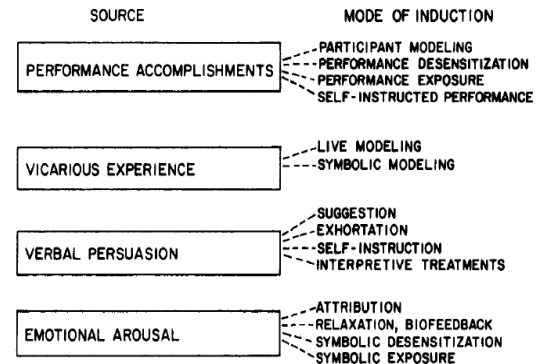 SOURCE
MODE OF INDUCTION
PERFORMANCE ACCOMPLISHMENTS
PARTICIPANT MODELING
PERFORMANCE DESENSITIZATION
PERFORMANCE EXPOSURE
SELF-INSTRUCTED PERFORMANCE
VICARIOUS EXPERIENCE
LIVE MODELING
SYMBOLIC MODELING
VERBAL PERSUASION
SUGGESTION
EXHORTATION
SELF-INSTRUCTION
INTERPRETIVE TREATMENTS
EMOTIONAL AROUSAL
ATTRIBUTION
RELAXATION, BIOFEEDBACK
SYMBOLIC DESENSITIZATION
SYMBOLIC EXPOSURE